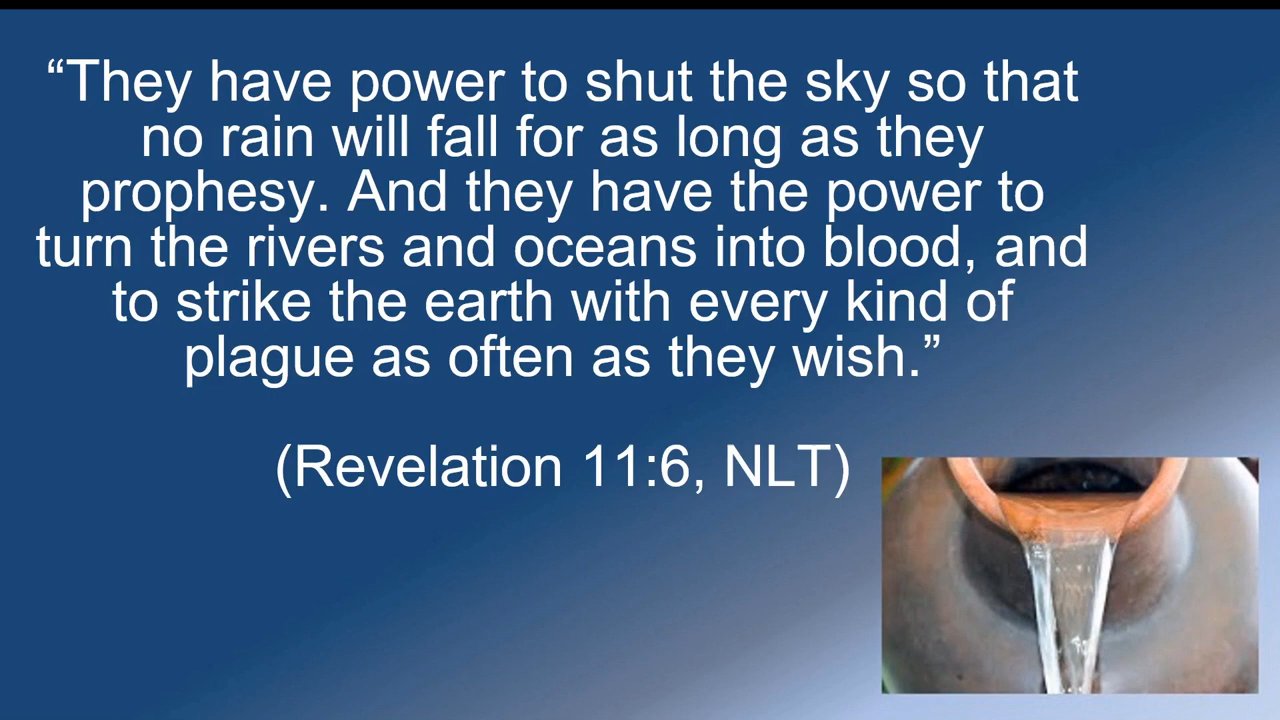 “They have power to shut the sky so that
no rain will fall for as long as they
prophesy. And they have the power to
turn the rivers and oceans into blood, and
to strike the earth with every kind of
plague as often as they wish.”
(Revelation 11:6, NLT)